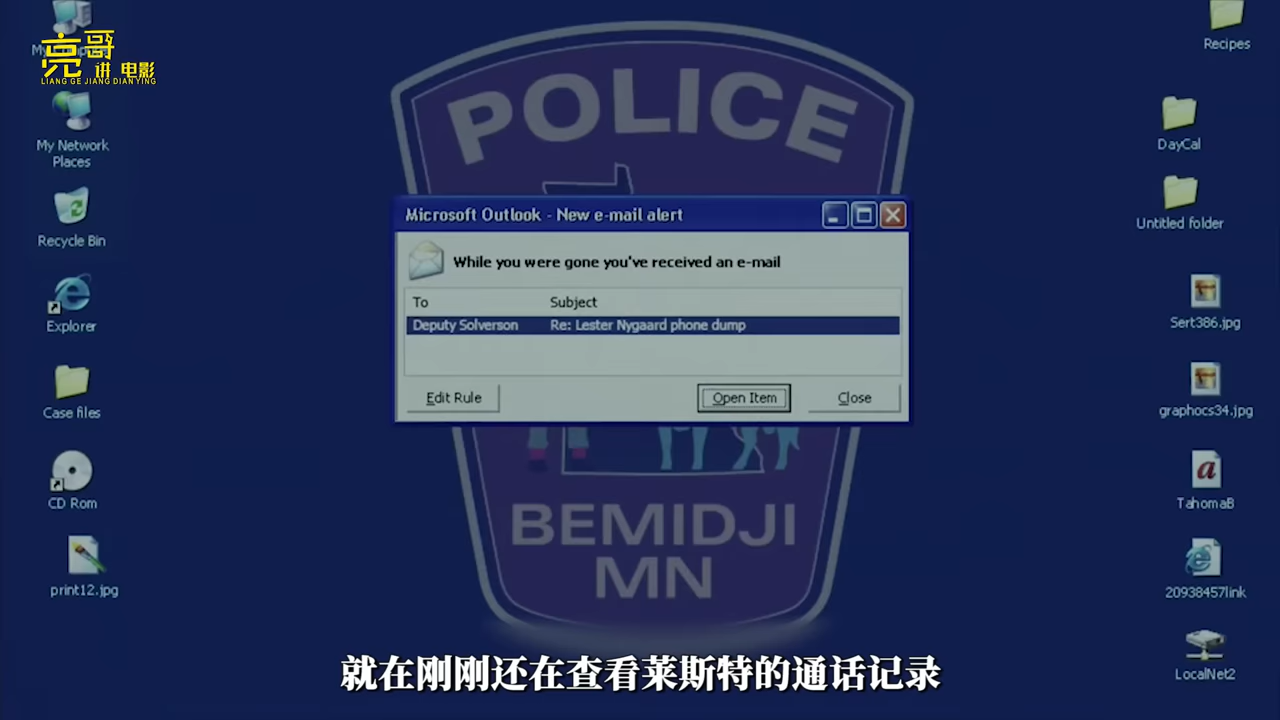 亮哥讲电影
LIANG GE JIANG DIAN YING
My Network
Places
Recycle Bin
Explorer
Case files
CD Rom
print12.jpg
POLICE
Microsoft Outlook - New e-mail alert
While you were gone you've received an e-mail
To Subject
Deputy Solverson Re: Lester Nygaard phone dump
Edit Rule Open Item Close
BEMIDJI
MN
Recipes
DayCal
Untitled folder
Sert386.jpg
graphocs34.jpg
TahomaB
20938457link
LocalNet2
就在刚刚还在查看莱斯特的通话记录